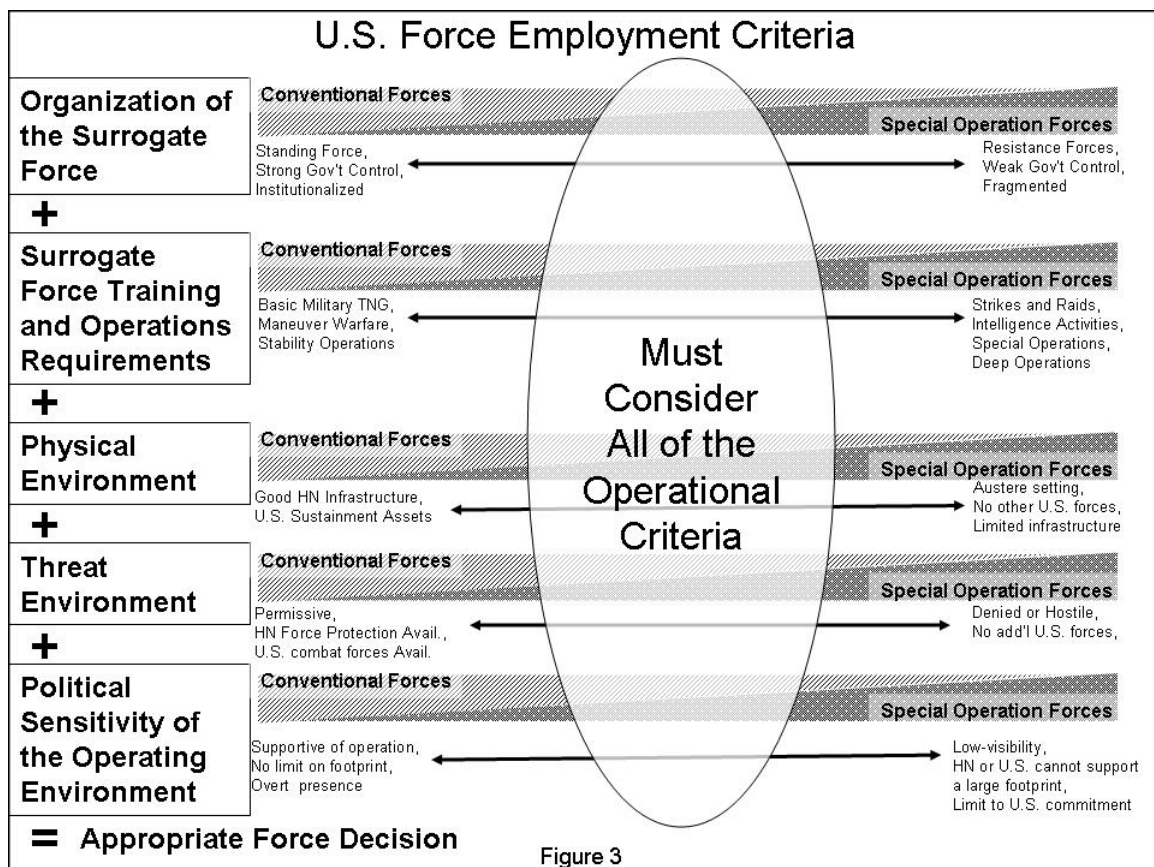 U.S. Force Employment Criteria
Organization of
the Surrogate
Force
Conventional Forces
Special Operation Forces
Standing Force,
Strong Gov't Control,
Institutionalized
Resistance Forces,
Weak Gov't Control,
Fragmented
+
Surrogate
Force Training
and Operations
Requirements
Conventional Forces
Special Operation Forces
Basic Military TNG,
Maneuver Warfare,
Stability Operations
Strikes and Raids,
Intelligence Activities,
Special Operations,
Deep Operations
+
Must
Consider
All of the
Operational
Criteria
Physical
Environment
Conventional Forces
Special Operation Forces
Good HN Infrastructure,
U.S. Sustainment Assets
Austere setting,
No other U.S. forces,
Limited infrastructure
+
Threat
Environment
Conventional Forces
Special Operation Forces
Permissive,
HN Force Protection Avail.,
U.S. combat forces Avail.
Denied or Hostile,
No add'l U.S. forces,
+
Political
Sensitivity of
the Operating
Environment
Conventional Forces
Special Operation Forces
Supportive of operation,
No limit on footprint,
Overt presence
Low-visibility,
HN or U.S. cannot support
a large footprint,
Limit to U.S. commitment
= Appropriate Force Decision
Figure 3